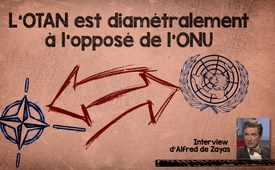 L'OTAN est diamétralement
à l'opposé de l'ONU
Interview
d'Alfred de Zayas